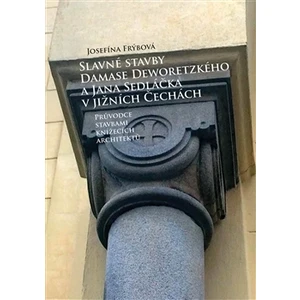 Josefína Frýbová
Slavné stavby
Damase Deworetzkého
a Jana Sedláčka
v jižních Čechách
Průvodce
stavbami
knížecích
architektů